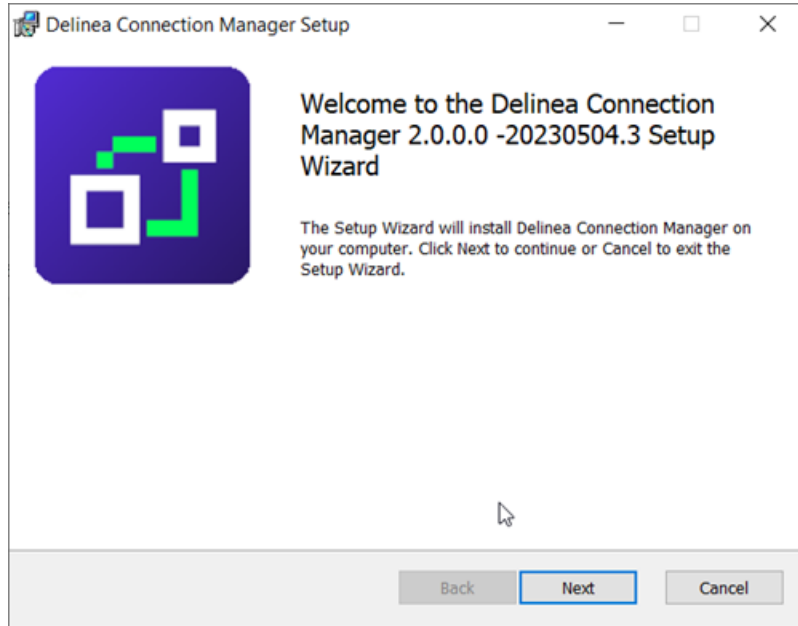 Delinea Connection Manager Setup
Welcome to the Delinea Connection
Manager 2.0.0.0 -20230504.3 Setup
Wizard
The Setup Wizard will install Delinea Connection Manager on
your computer. Click Next to continue or Cancel to exit the
Setup Wizard.
Back Next Cancel